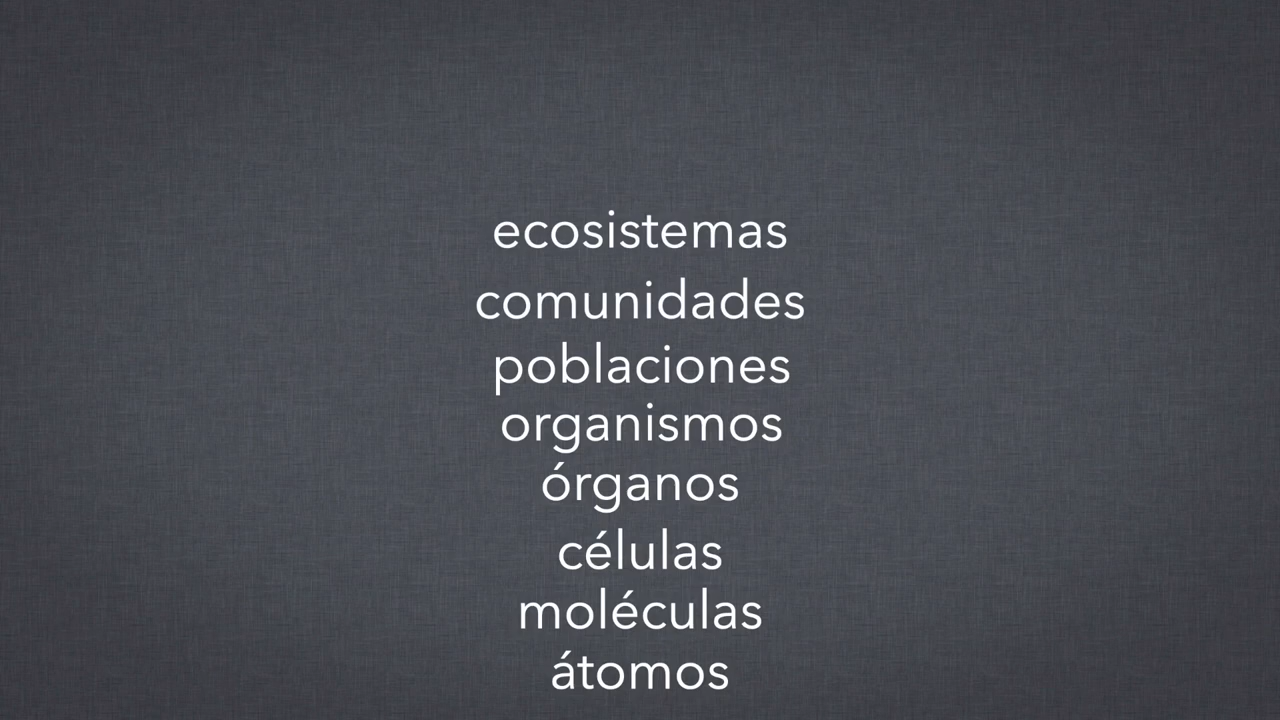 ecosistemas
comunidades
poblaciones
organismos
órganos
células
moléculas
átomos